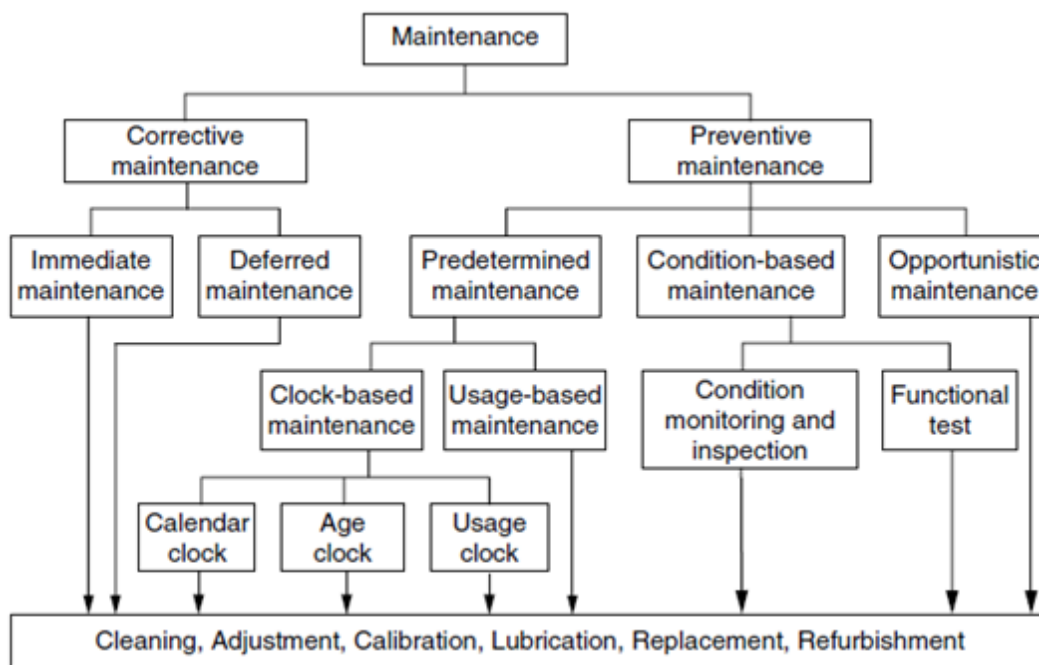 Maintenance
Corrective
maintenance
Preventive
maintenance
Immediate
maintenance
Deferred
maintenance
Predetermined
maintenance
Condition-based
maintenance
Opportunistic
maintenance
Clock-based
maintenance
Usage-based
maintenance
Condition
monitoring and
inspection
Functional
test
Calendar
clock
Age
clock
Usage
clock
Cleaning, Adjustment, Calibration, Lubrication, Replacement, Refurbishment